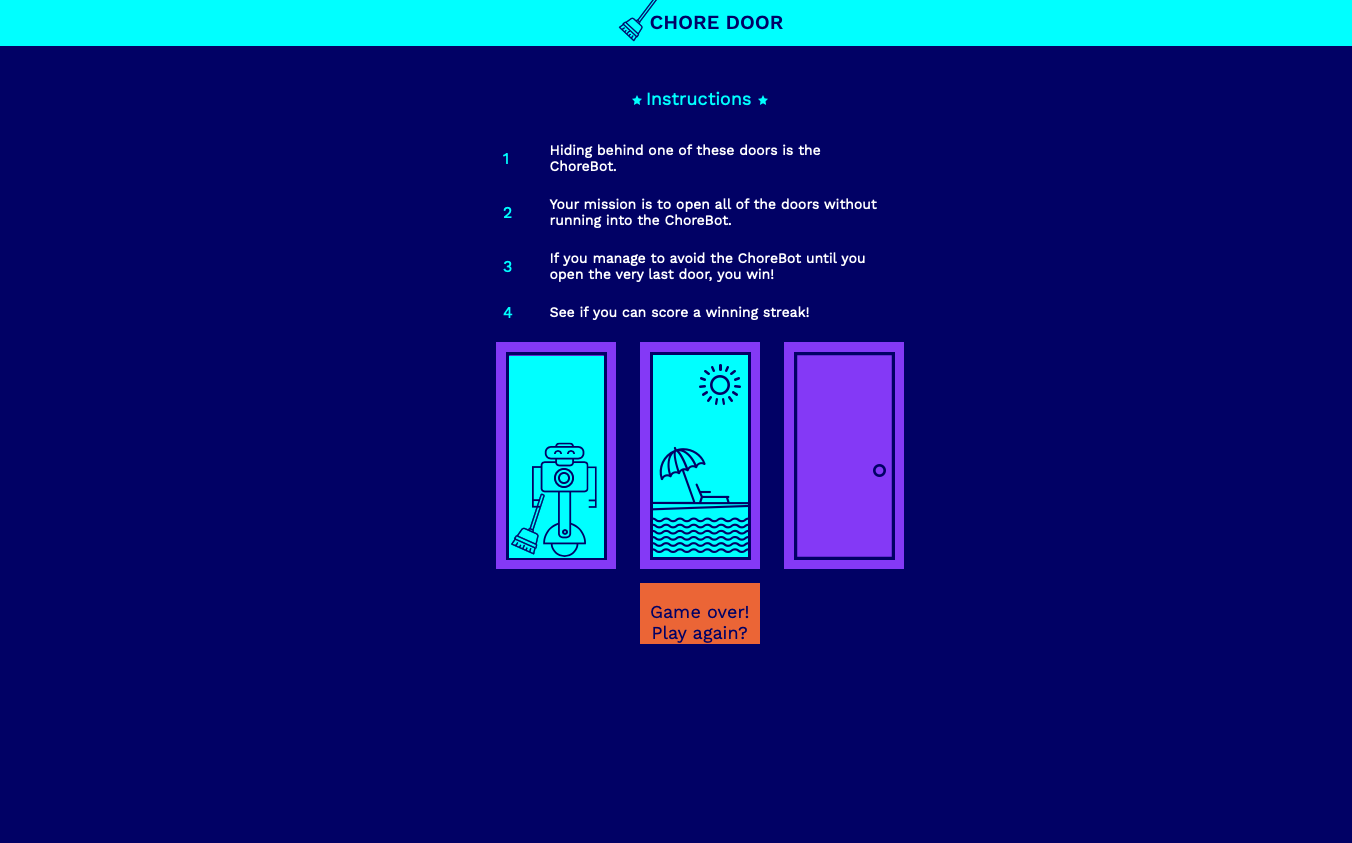 CHORE DOOR
Instructions
1
Hiding behind one of these doors is the
ChoreBot.
2
Your mission is to open all of the doors without
running into the ChoreBot.
3
If you manage to avoid the ChoreBot until you
open the very last door, you win!
4
See if you can score a winning streak!
Game over!
Play again?